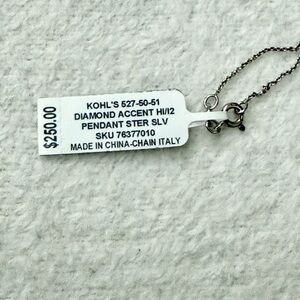 $250.00
KOHL'S 527-50-51
DIAMOND ACCENT HI/I2
PENDANT STER SLV
SKU 76377010
MADE IN CHINA-CHAIN ITALY